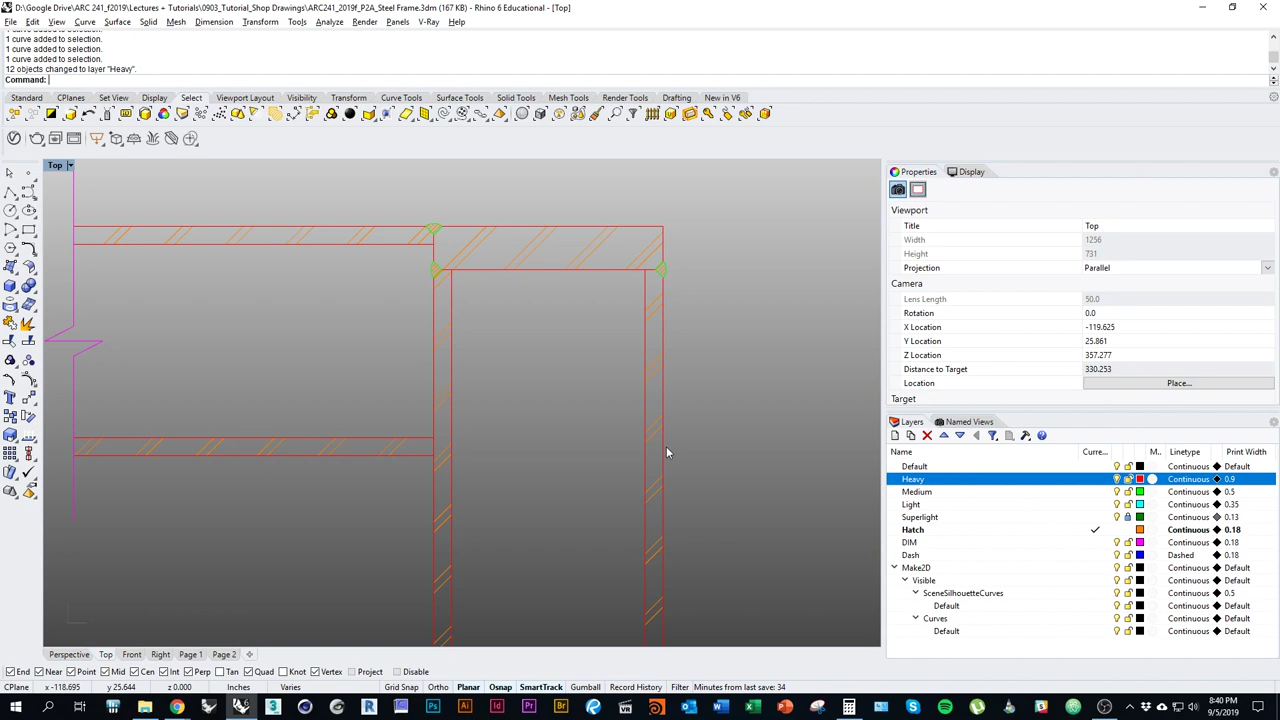 D:\Google Drive\ARC 241_f2019\Lectures + Tutorials\0903_Tutorial_Shop Drawings\ARC241_2019f_P2A_Steel Frame.3dm (167 KB) - Rhino 6 Educational - [Top]
File Edit View Curve Surface Solid Mesh Dimension Transform Tools Analyze Render Panels V-Ray Help
1 curve added to selection.
1 curve added to selection.
1 curve added to selection.
1 curve added to selection.
12 objects changed to layer "Heavy".
Command:
Standard CPlanes Set View Display Select Viewport Layout Visibility Transform Curve Tools Surface Tools Solid Tools Mesh Tools Render Tools Drafting New in V6
Top
Properties Display
Viewport
Title Top
Width 1256
Height 731
Projection Parallel
Camera
Lens Length 50.0
Rotation 0.0
X Location -119.625
Y Location 25.861
Z Location 357.277
Distance to Target 330.253
Location Place...
Target
Layers Named Views
Name Curre... M... Linetype Print Width
Default Continuous Default
Heavy Continuous 0.9
Medium Continuous 0.5
Light Continuous 0.35
Superlight Continuous 0.13
Hatch Continuous 0.18
DIM Continuous 0.18
Dash Dashed 0.18
Make2D Continuous Default
Visible Continuous Default
SceneSilhouetteCurves Continuous 0.5
Default Continuous Default
Curves Continuous Default
Default Continuous Default
Perspective Top Front Right Page 1 Page 2
End Near Point Mid Cen Int Perp Tan Quad Knot Vertex Project Disable
CPlane x -118.695 y 25.644 z 0.000 Inches Varies Grid Snap Ortho Planar Osnap SmartTrack Gumball Record History Filter Minutes from last save: 34
8:40 PM
9/5/2019